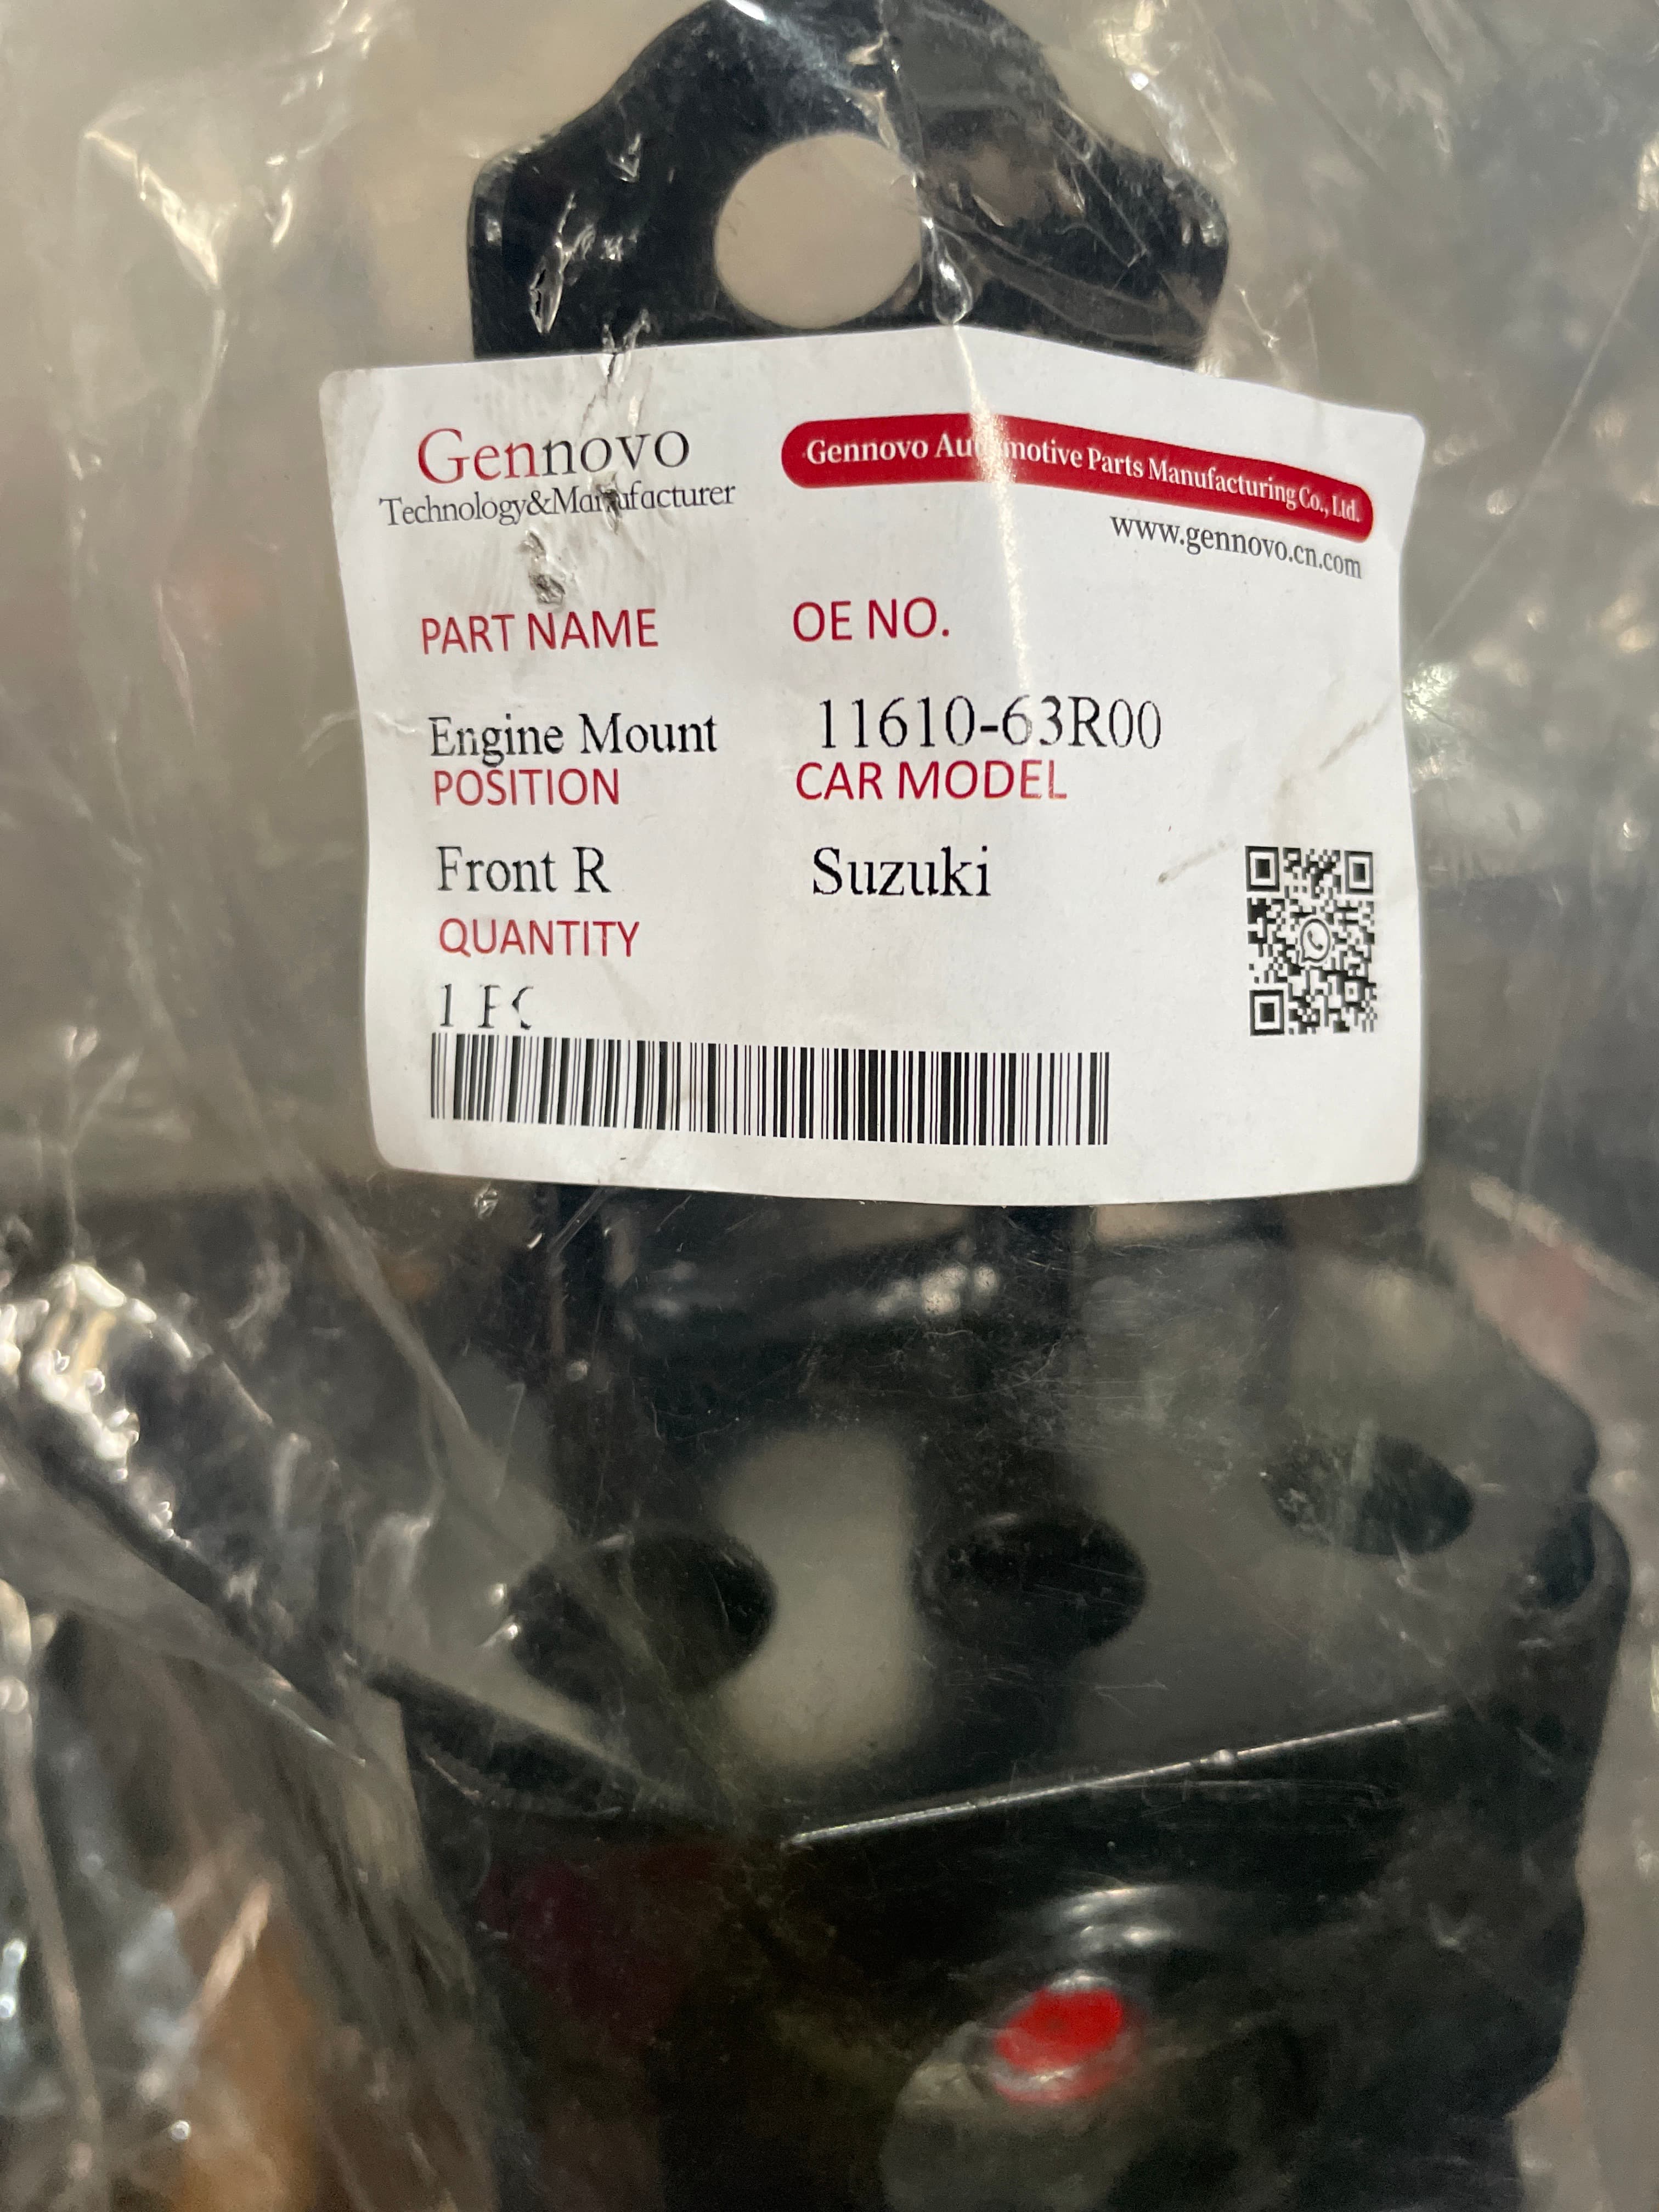 Gennovo
Technology&Manufacturer
Gennovo Automotive Parts Manufacturing Co., Ltd.
www.gennovo.cn.com
PART NAME OE NO.
Engine Mount 11610-63R00
POSITION CAR MODEL
Front R Suzuki
QUANTITY
1